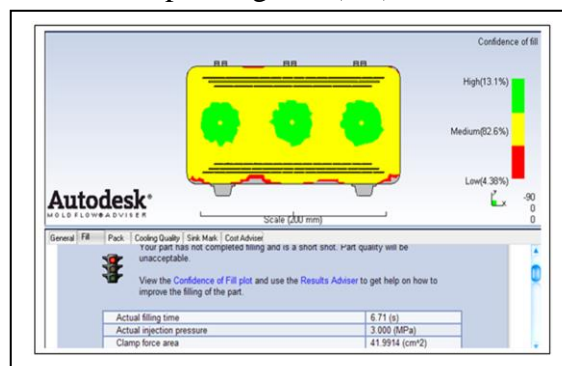 Confidence of fill
High(13.1%)
Medium(82.6%)
Low(4.38%)
-90
0
0
Autodesk®
MOLDFLOW®ADVISER
Scale (200 mm)
General Fill Pack Cooling Quality Sink Mark Cost Adviser
Your part has not completed filling and is a short shot. Part quality will be
unacceptable.
View the Confidence of Fill plot and use the Results Adviser to get help on how to
improve the filling of the part.
Actual filling time 6.71 (s)
Actual injection pressure 3.000 (MPa)
Clamp force area 41.9914 (cm^2)